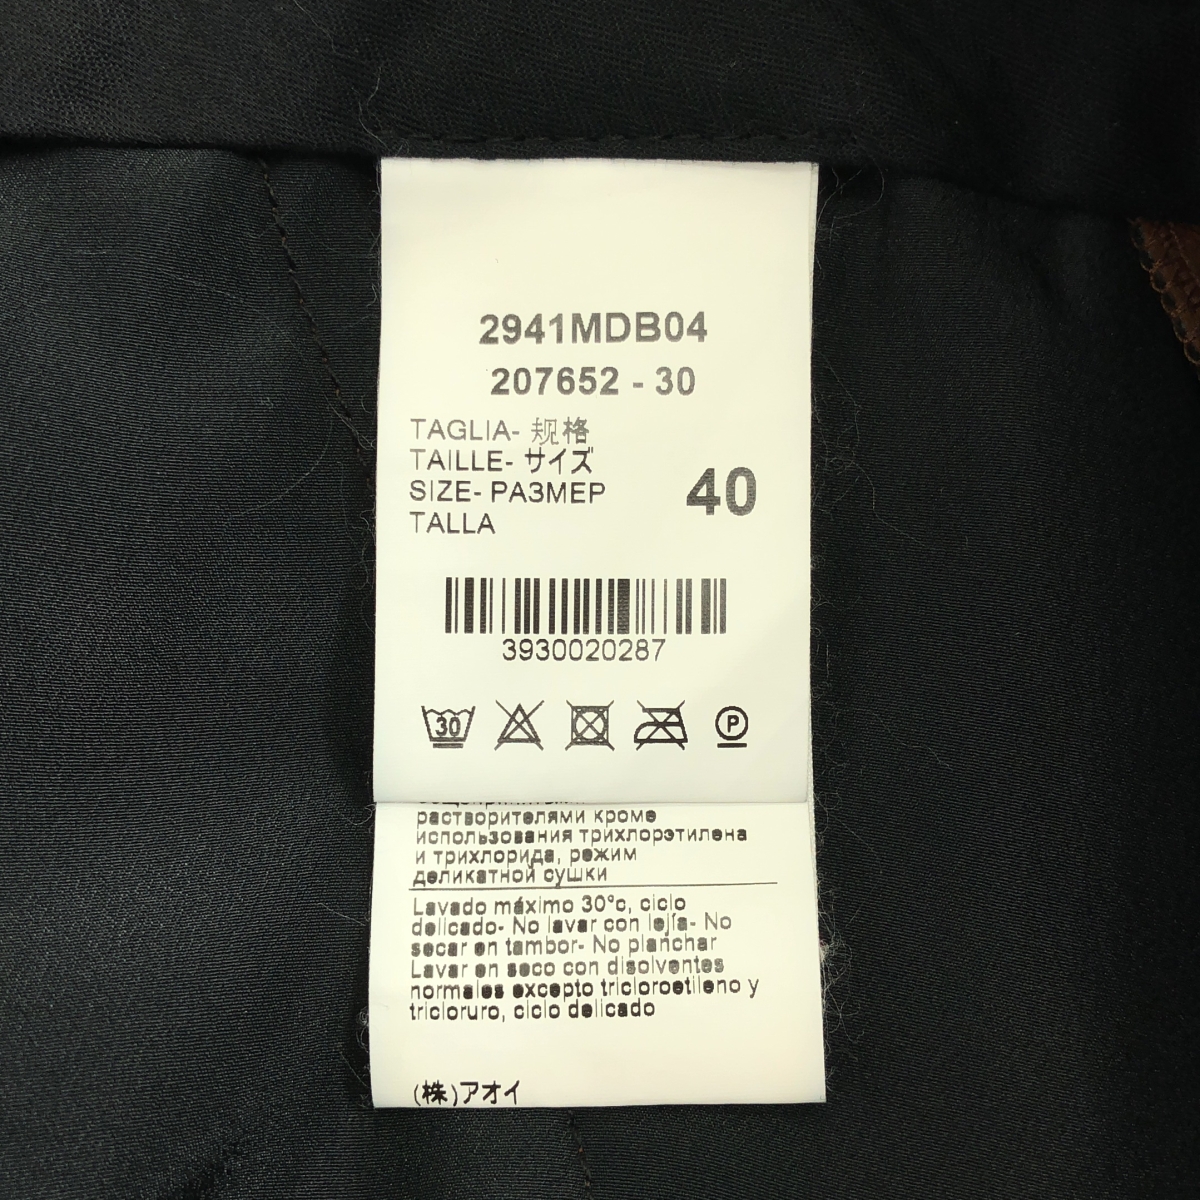 2941MDB04
207652 - 30
TAGLIA- 规格
TAILLE- サイズ
SIZE- РАЗМЕР
TALLA
40
3930020287
30
P
растворителями кроме
использования трихлорэтилена
и трихлорида, режим
деликатной сушки
Lavado máximo 30°c, ciclo
delicado- No lavar con lejía- No
secar en tambor- No planchar
Lavar en seco con disolventes
normales excepto tricloroetileno y
tricloruro, ciclo delicado
(株)アオイ